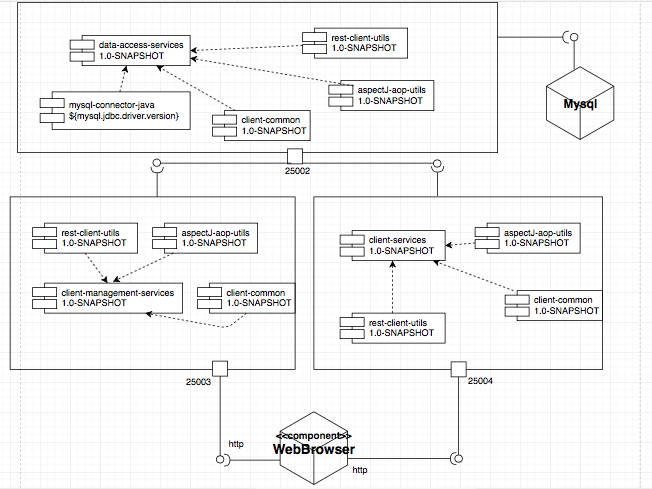 rest-client-utils
1.0-SNAPSHOT
data-access-services
1.0-SNAPSHOT
aspectJ-aop-utils
1.0-SNAPSHOT
mysql-connector-java
${mysql.jdbc.driver.version}
client-common
1.0-SNAPSHOT
Mysql
25002
rest-client-utils
1.0-SNAPSHOT
aspectJ-aop-utils
1.0-SNAPSHOT
client-management-services
1.0-SNAPSHOT
client-common
1.0-SNAPSHOT
client-services
1.0-SNAPSHOT
aspectJ-aop-utils
1.0-SNAPSHOT
client-common
1.0-SNAPSHOT
rest-client-utils
1.0-SNAPSHOT
25003
25004
http
<<component>>
WebBrowser
http